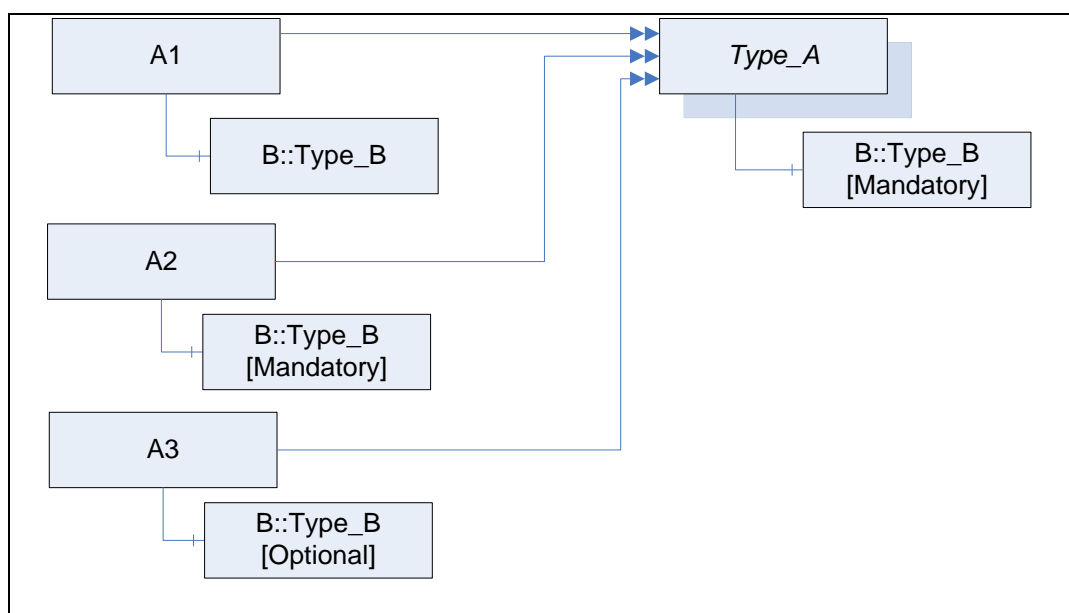 A1
Type_A
B::Type_B
B::Type_B
[Mandatory]
A2
B::Type_B
[Mandatory]
A3
B::Type_B
[Optional]